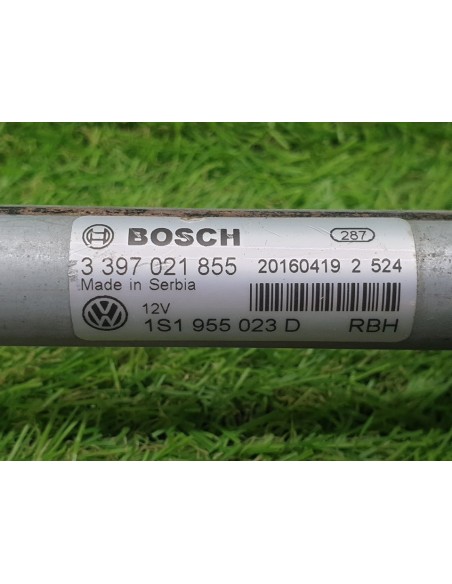 BOSCH 287
3 397 021 855 20160419 2 524
Made in Serbia
12V
1S1 955 023 D RBH